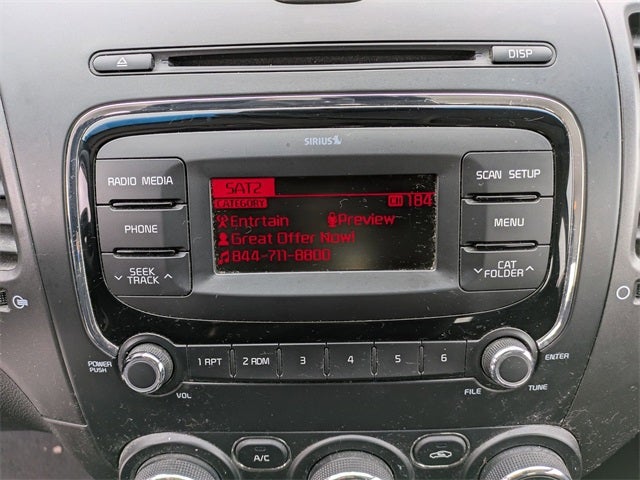 DISP
SIRIUS
RADIO MEDIA
PHONE
SEEK
TRACK
SAT2
CATEGORY
184
Entrtain
Preview
Great Offer Now!
844-711-8800
SCAN SETUP
MENU
CAT
FOLDER
POWER
PUSH
VOL
1 RPT
2 RDM
3
4
5
6
ENTER
FILE
TUNE
A/C